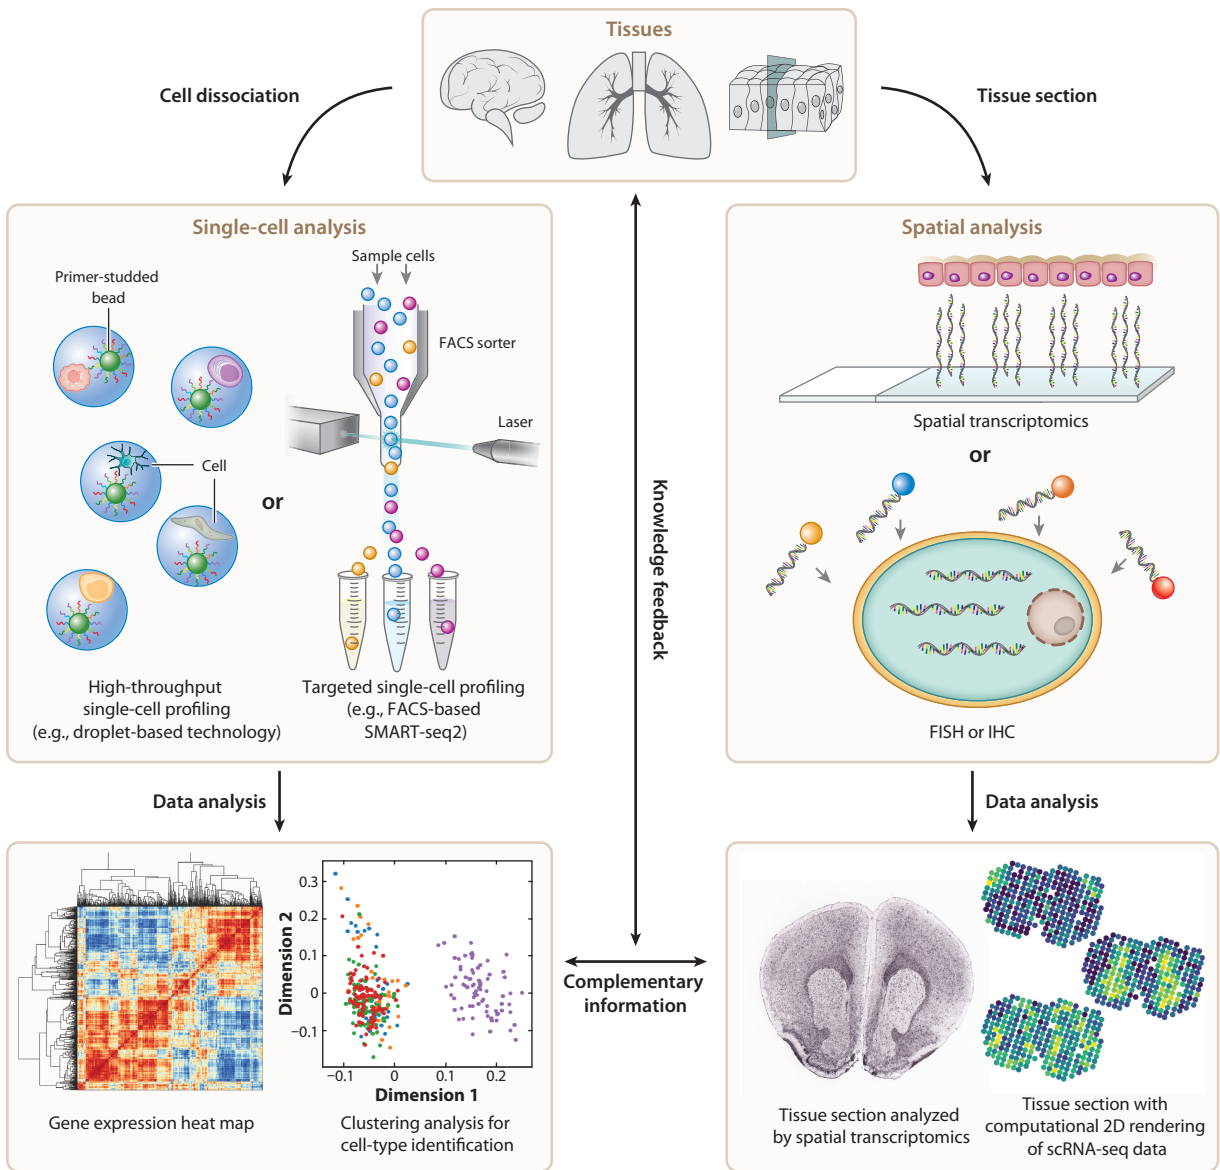 Tissues
Cell dissociation
Tissue section
Single-cell analysis
Sample cells
Primer-studded
bead
FACS sorter
Laser
Cell
or
High-throughput
single-cell profiling
(e.g., droplet-based technology)
Targeted single-cell profiling
(e.g., FACS-based
SMART-seq2)
Knowledge feedback
Spatial analysis
Spatial transcriptomics
or
FISH or IHC
Data analysis
Data analysis
Gene expression heat map
0.3
0.2
0.1
0
−0.1
Dimension 2
−0.1
0
0.1
0.2
Dimension 1
Clustering analysis for
cell-type identification
Complementary
information
Tissue section analyzed
by spatial transcriptomics
Tissue section with
computational 2D rendering
of scRNA-seq data